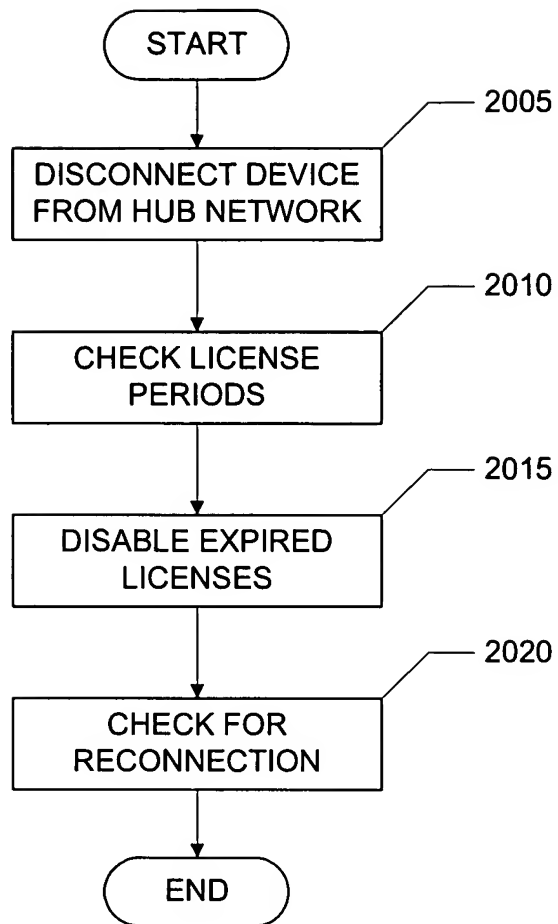 START
2005
DISCONNECT DEVICE
FROM HUB NETWORK
2010
CHECK LICENSE
PERIODS
2015
DISABLE EXPIRED
LICENSES
2020
CHECK FOR
RECONNECTION
END